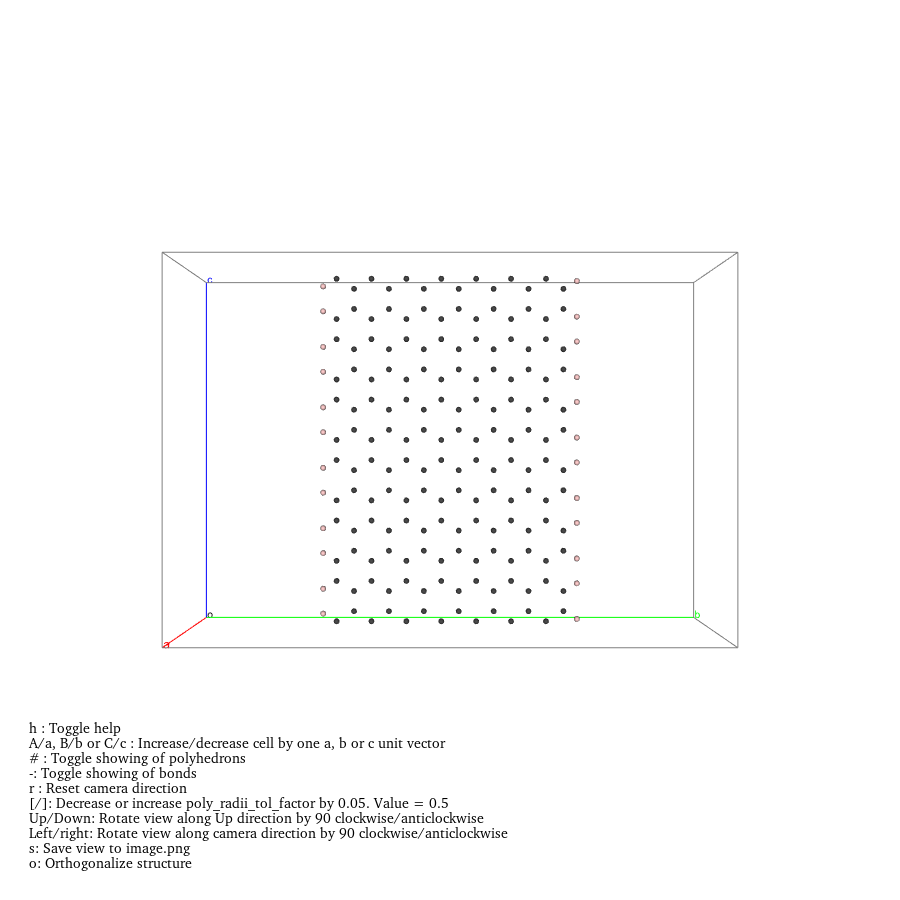 c
o
b
a
h : Toggle help
A/a, B/b or C/c : Increase/decrease cell by one a, b or c unit vector
# : Toggle showing of polyhedrons
-: Toggle showing of bonds
r : Reset camera direction
[/]: Decrease or increase poly_radii_tol_factor by 0.05. Value = 0.5
Up/Down: Rotate view along Up direction by 90 clockwise/anticlockwise
Left/right: Rotate view along camera direction by 90 clockwise/anticlockwise
s: Save view to image.png
o: Orthogonalize structure